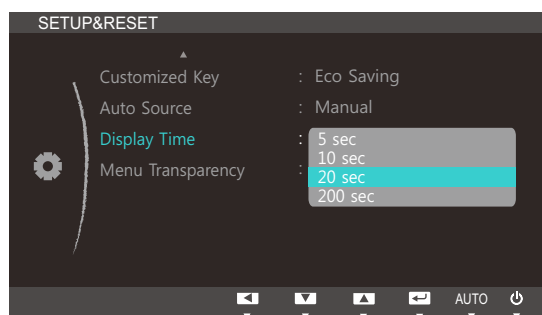 SETUP&RESET
Customized Key : Eco Saving
Auto Source : Manual
Display Time : 5 sec
10 sec
Menu Transparency : 20 sec
200 sec
AUTO